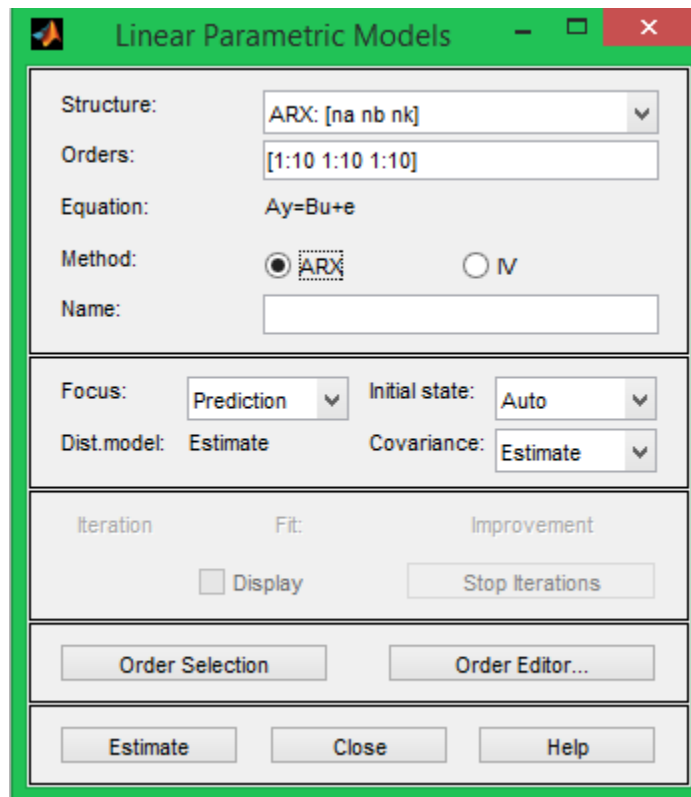 Linear Parametric Models
Structure: ARX: [na nb nk]
Orders: [1:10 1:10 1:10]
Equation: Ay=Bu+e
Method: ARX IV
Name:
Focus: Prediction Initial state: Auto
Dist.model: Estimate Covariance: Estimate
Iteration Fit: Improvement
Display Stop Iterations
Order Selection Order Editor...
Estimate Close Help